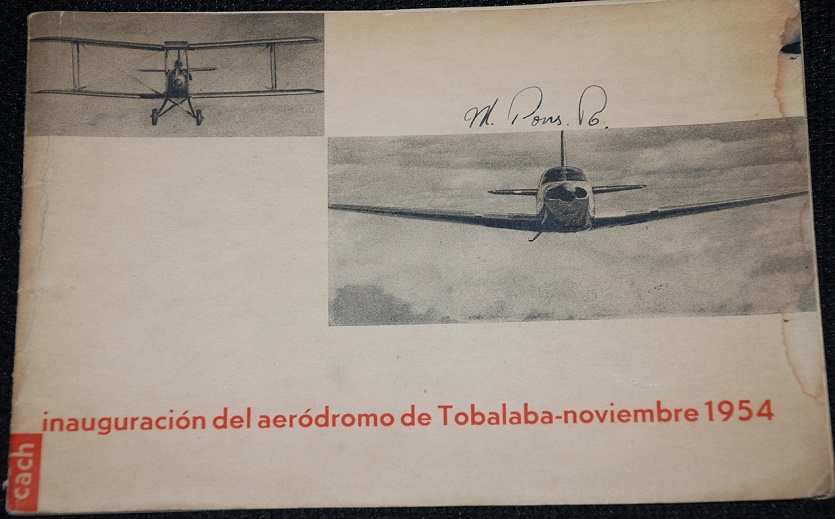 M. Pons. R.
inauguración del aeródromo de Tobalaba-noviembre 1954
cach